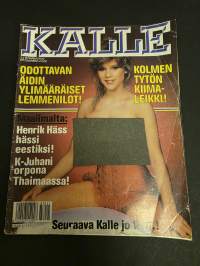 KALLE
ODOTTAVAN
ÄIDIN
YLIMÄÄRÄISET
LEMMENILOT!
KOLMEN
TYTÖN
KIIMA-
LEIKKI!
Maailmalta:
Henrik Häss
hässi
eestiksi!
K-Juhani
orpona
Thaimaassa!
Seuraava Kalle jo